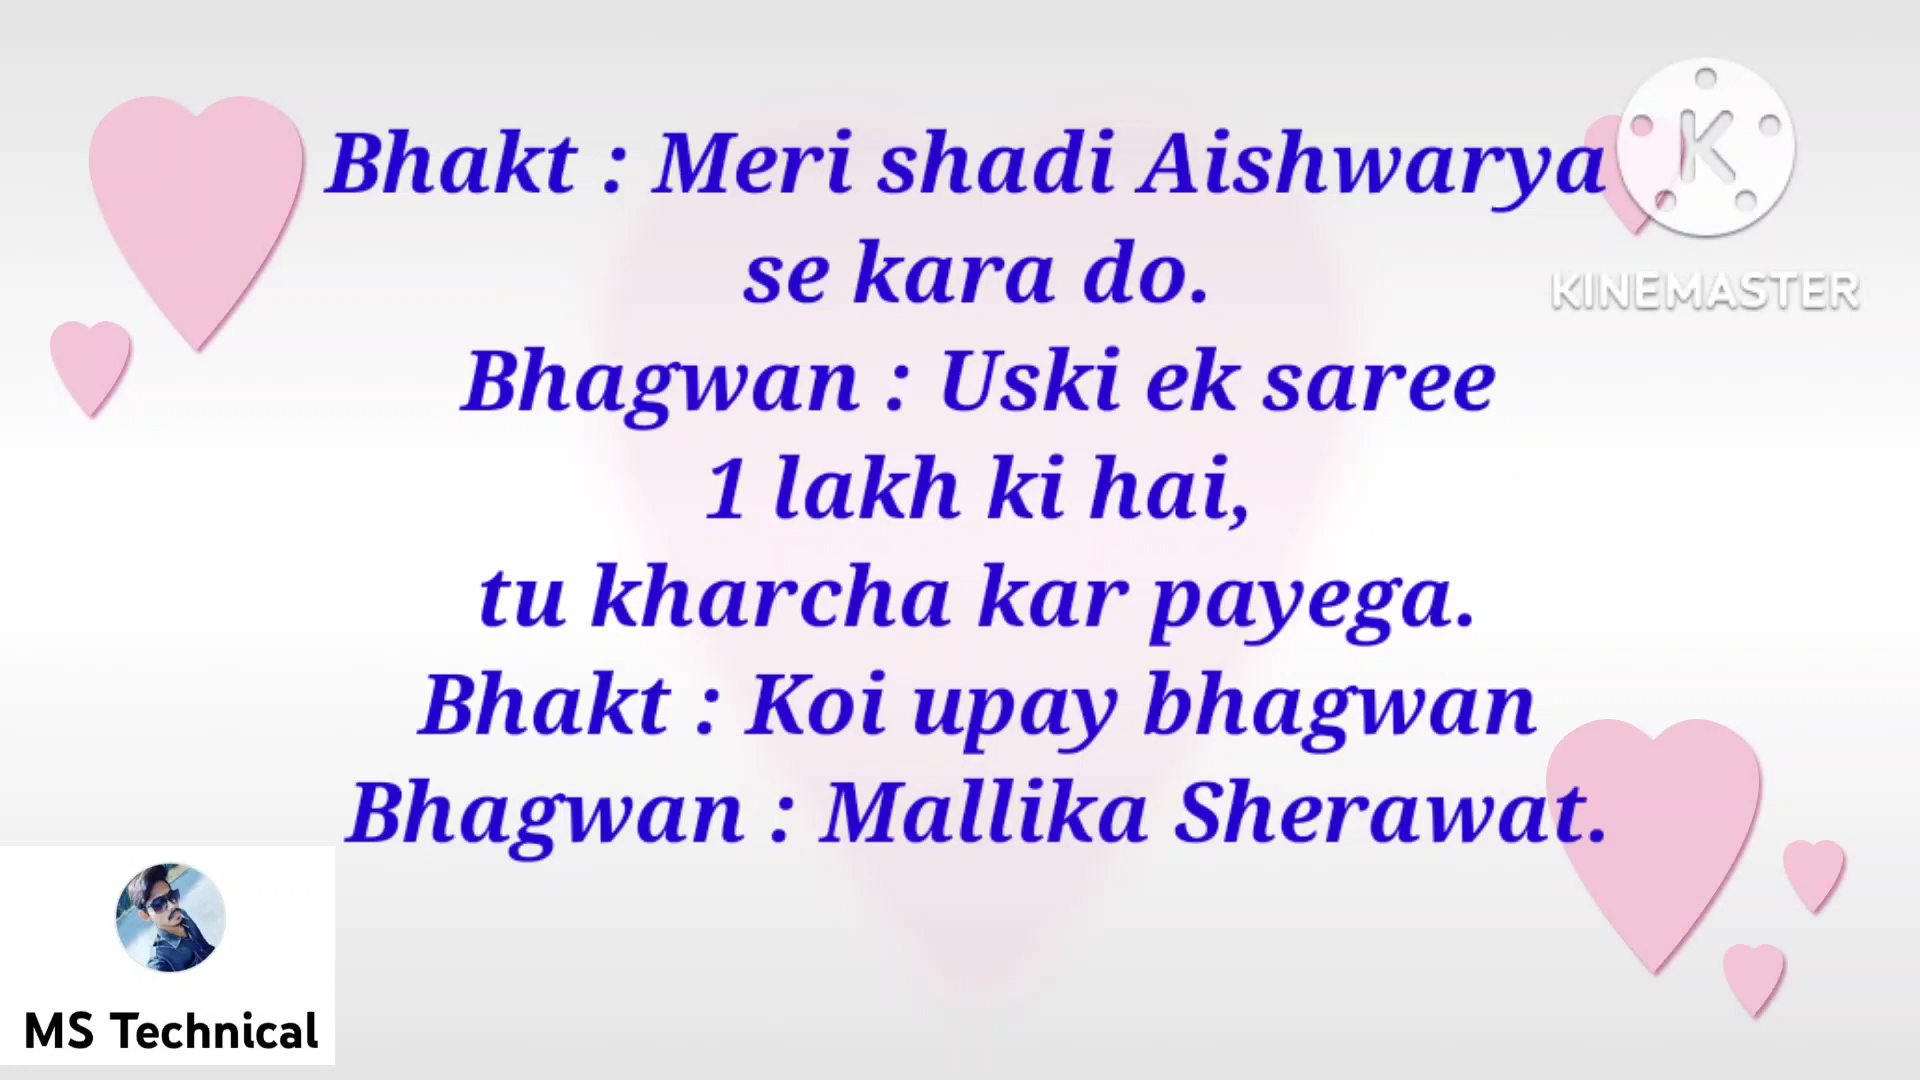 Bhakt : Meri shadi Aishwarya
se kara do.
Bhagwan : Uski ek saree
1 lakh ki hai,
tu kharcha kar payega.
Bhakt : Koi upay bhagwan
Bhagwan : Mallika Sherawat.
K
KINEMASTER
MS Technical